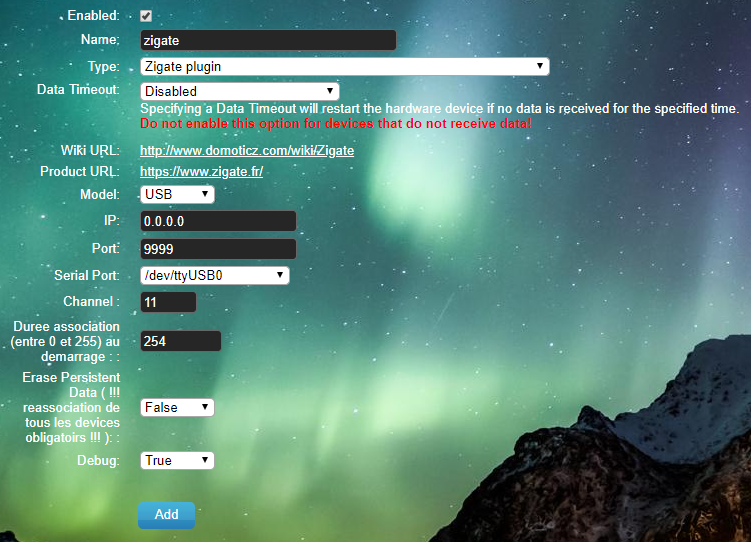 Enabled:
Name: zigate
Type: Zigate plugin
Data Timeout: Disabled
Specifying a Data Timeout will restart the hardware device if no data is received for the specified time.
Do not enable this option for devices that do not receive data!
Wiki URL: http://www.domoticz.com/wiki/Zigate
Product URL: https://www.zigate.fr/
Model: USB
IP: 0.0.0.0
Port: 9999
Serial Port: /dev/ttyUSB0
Channel : 11
Duree association
(entre 0 et 255) au
demarrage : :
254
Erase Persistent
Data ( !!!
reassociation de
tous les devices
obligatoirs !!! ): :
False
Debug: True
Add